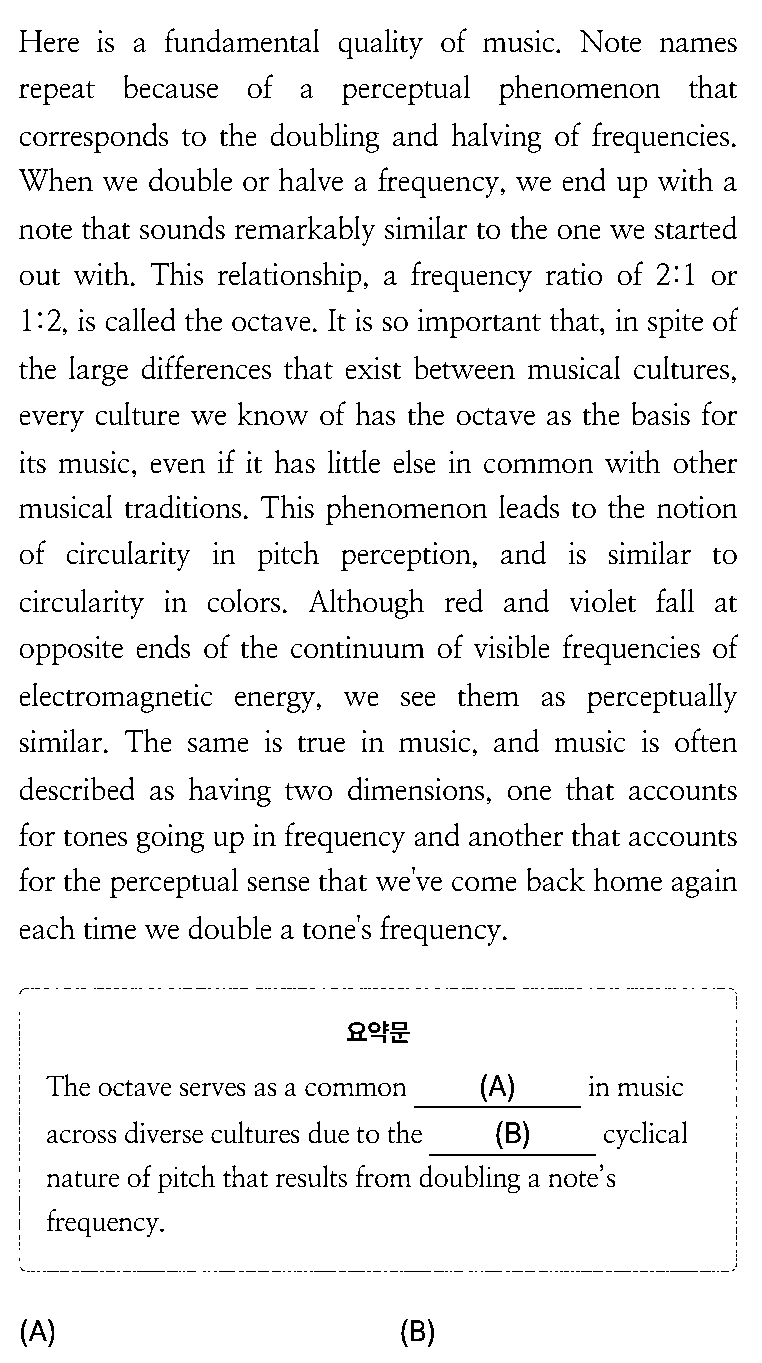 Here is a fundamental quality of music. Note names
repeat because of a perceptual phenomenon that
corresponds to the doubling and halving of frequencies.
When we double or halve a frequency, we end up with a
note that sounds remarkably similar to the one we started
out with. This relationship, a frequency ratio of 2:1 or
1:2, is called the octave. It is so important that, in spite of
the large differences that exist between musical cultures,
every culture we know of has the octave as the basis for
its music, even if it has little else in common with other
musical traditions. This phenomenon leads to the notion
of circularity in pitch perception, and is similar to
circularity in colors. Although red and violet fall at
opposite ends of the continuum of visible frequencies of
electromagnetic energy, we see them as perceptually
similar. The same is true in music, and music is often
described as having two dimensions, one that accounts
for tones going up in frequency and another that accounts
for the perceptual sense that we've come back home again
each time we double a tone's frequency.
요약문
The octave serves as a common (A) in music
across diverse cultures due to the (B) cyclical
nature of pitch that results from doubling a note’s
frequency.
(A) (B)